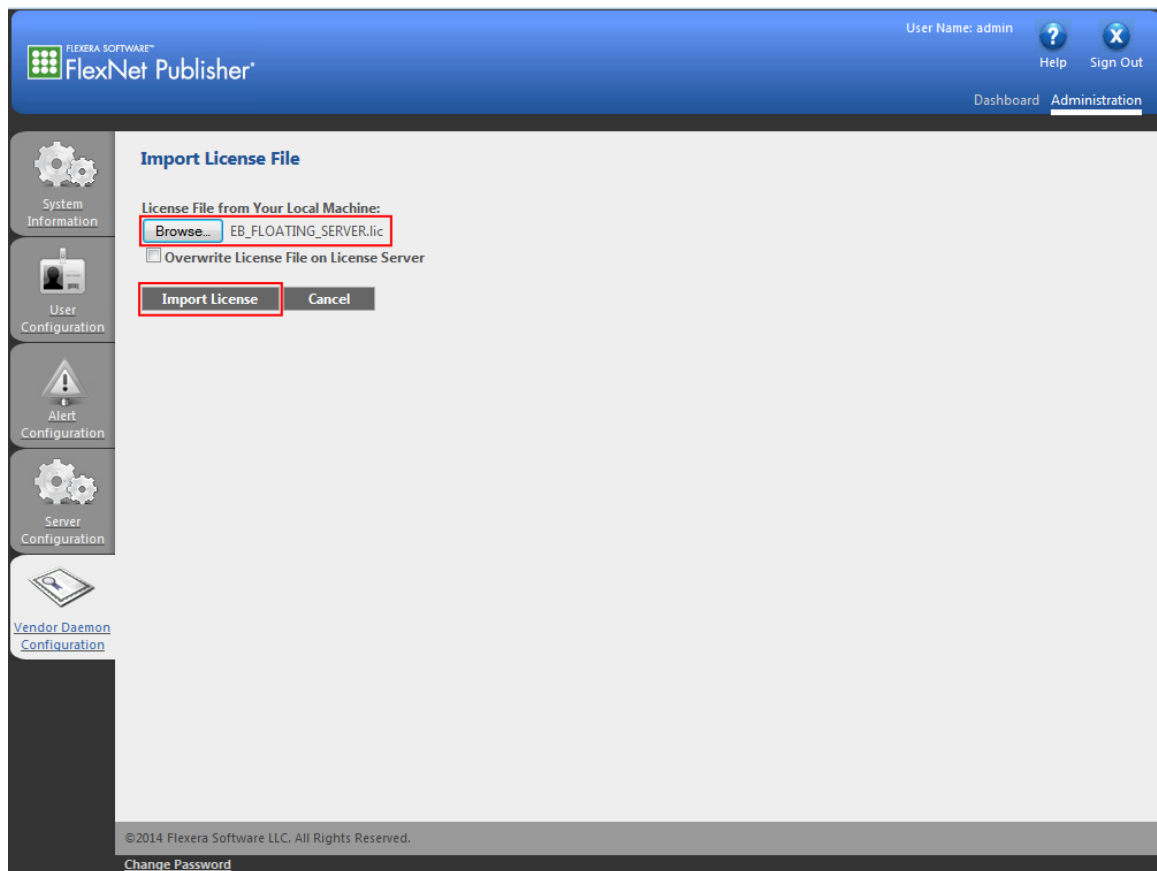 User Name: admin
FLEXERA SOFTWARE™
FlexNet Publisher®
?
X
Help
Sign Out
Dashboard
Administration
System
Information
User
Configuration
Alert
Configuration
Server
Configuration
Vendor Daemon
Configuration
Import License File
License File from Your Local Machine:
Browse... EB_FLOATING_SERVER.lic
Overwrite License File on License Server
Import License
Cancel
©2014 Flexera Software LLC. All Rights Reserved.
Change Password